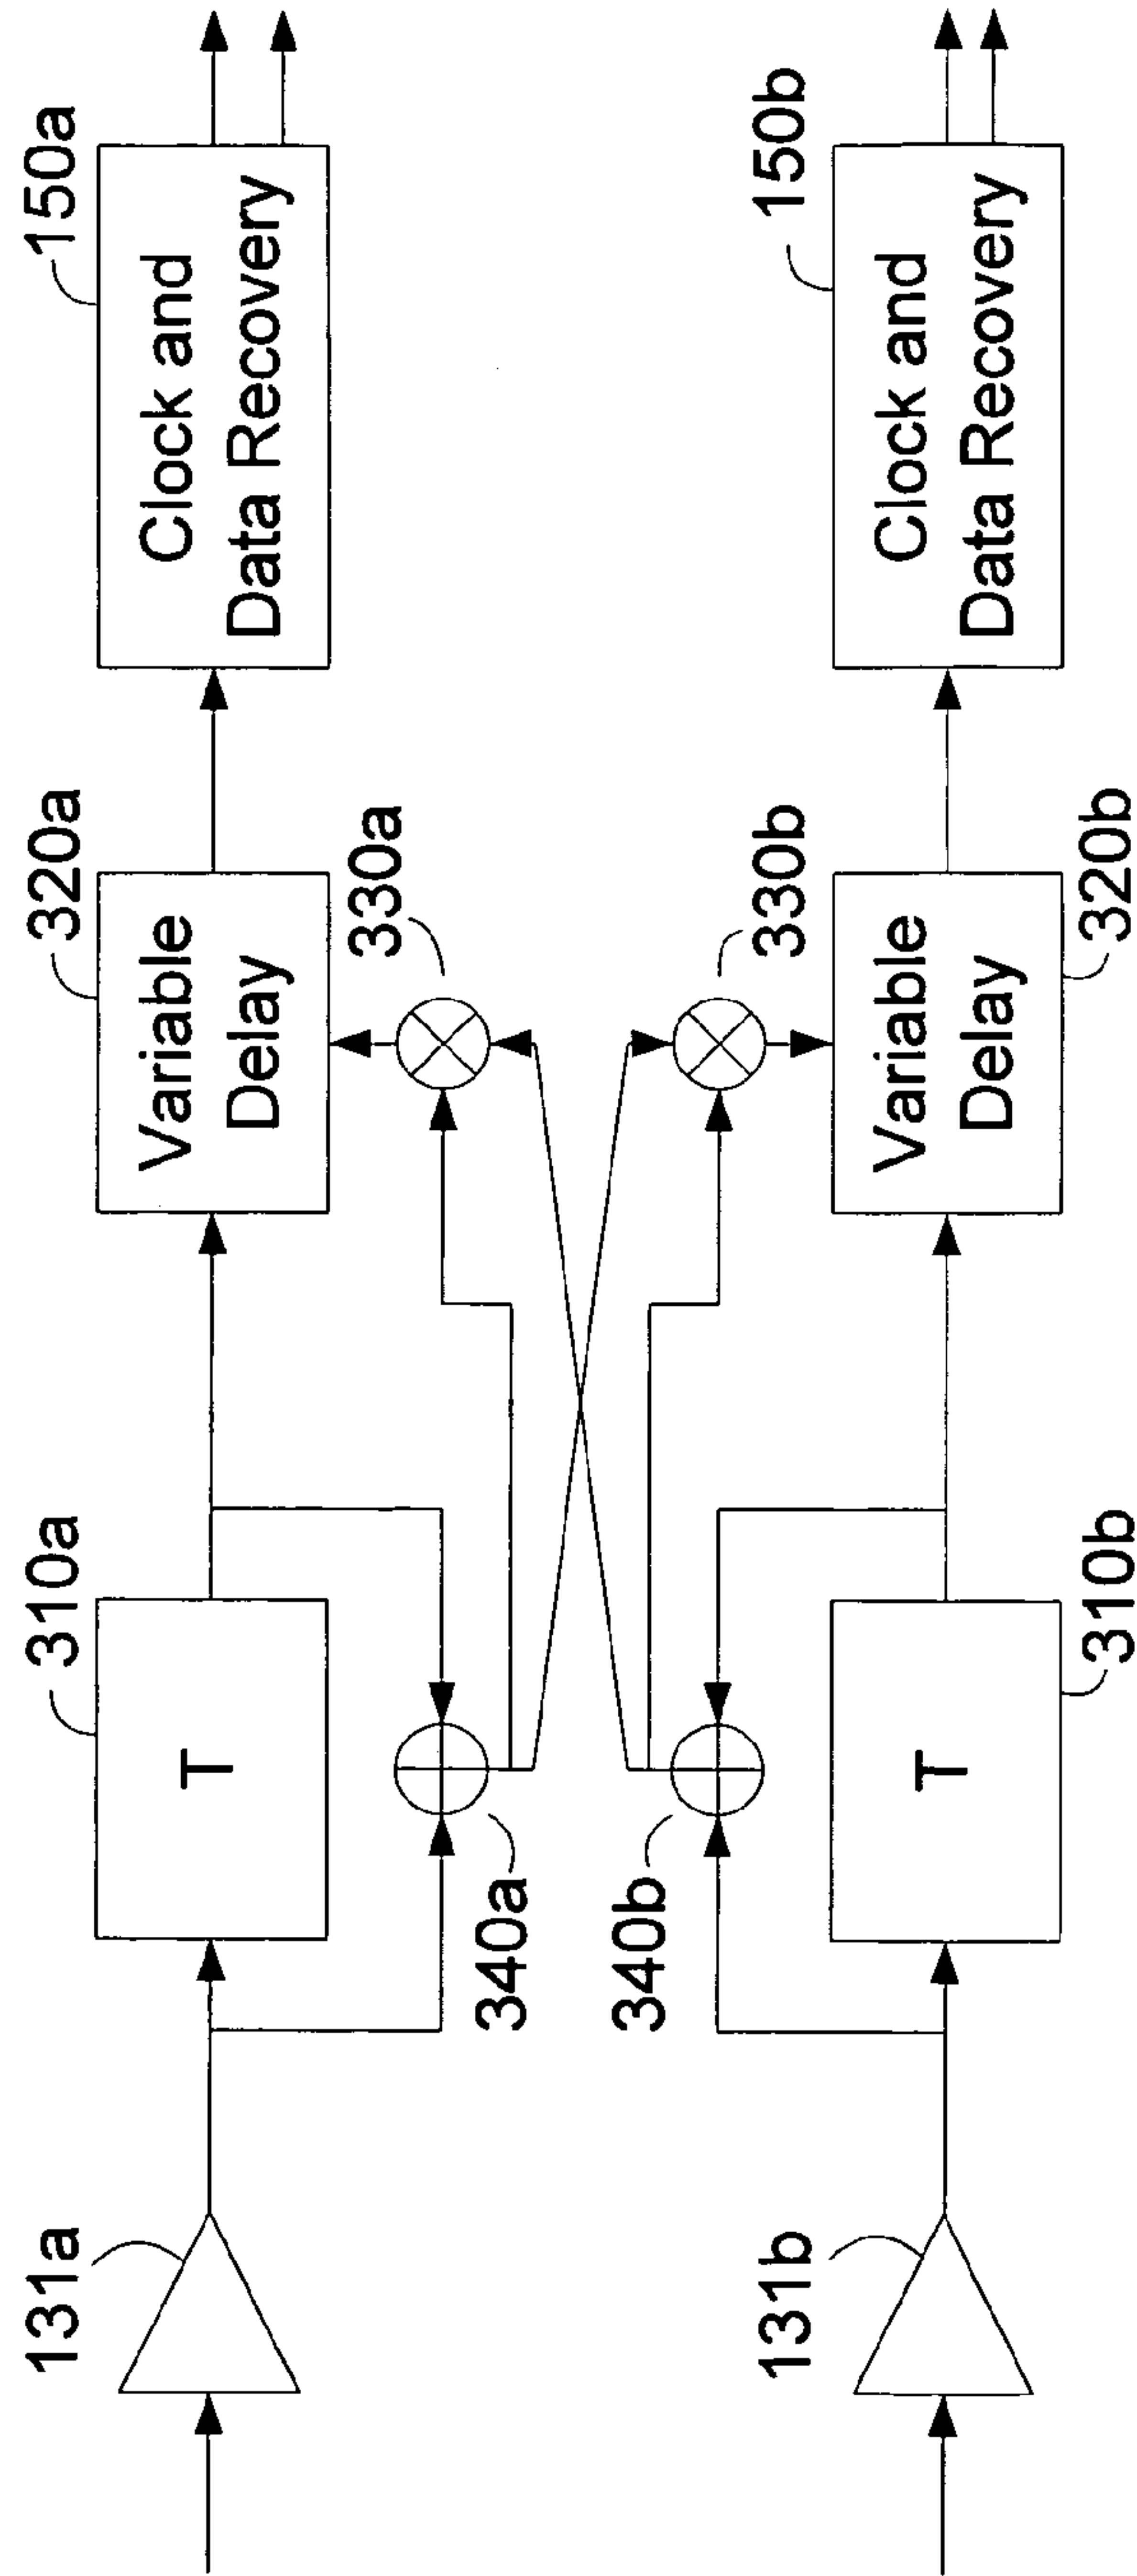 131a
310a
T
320a
Variable
Delay
150a
Clock and
Data Recovery
340a
330a
340b
330b
131b
T
310b
Variable
Delay
320b
150b
Clock and
Data Recovery